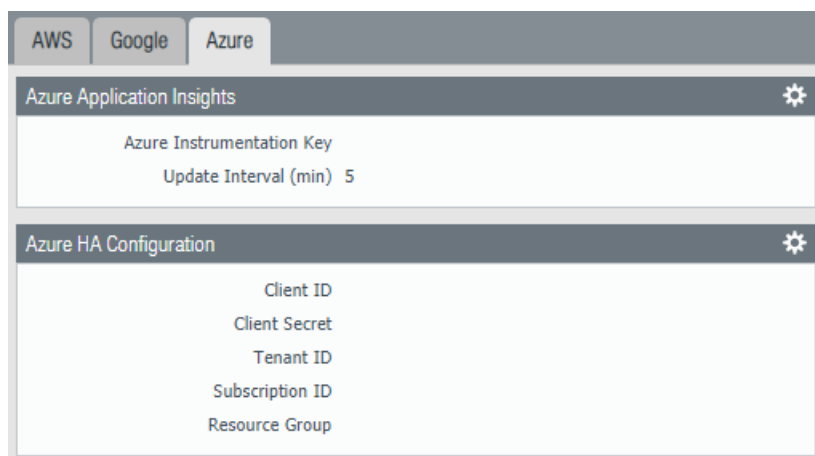 AWS Google Azure
Azure Application Insights
Azure Instrumentation Key
Update Interval (min) 5
Azure HA Configuration
Client ID
Client Secret
Tenant ID
Subscription ID
Resource Group